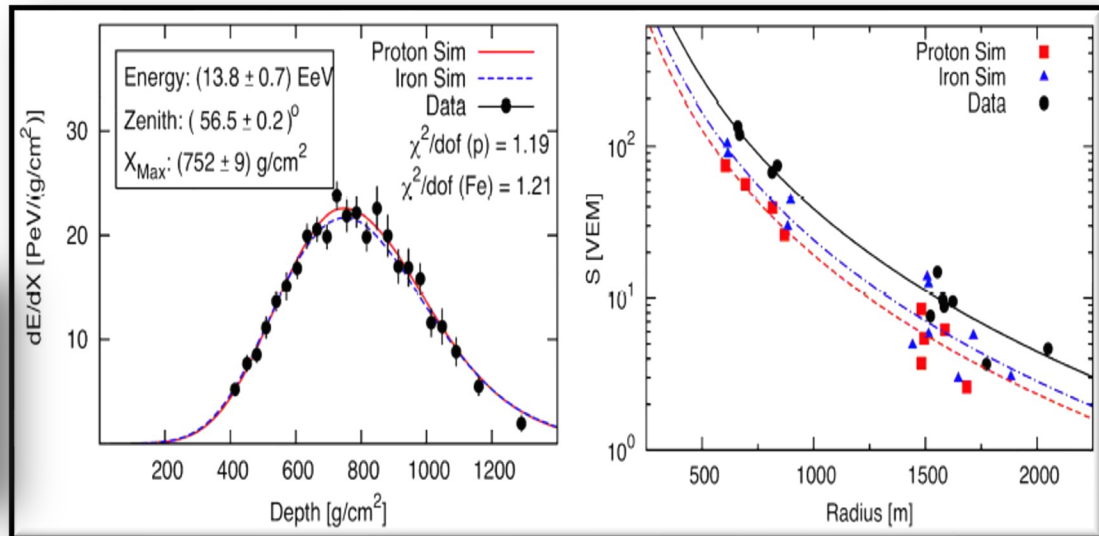 Proton Sim
Iron Sim
Data
χ²/dof (p) = 1.19
χ²/dof (Fe) = 1.21
Energy: (13.8 ± 0.7) EeV
Zenith: ( 56.5 ± 0.2)⁰
X_Max: (752 ± 9) g/cm²
dE/dX [PeV/(g/cm²)]
30
20
10
200 400 600 800 1000 1200
Depth [g/cm²]
Proton Sim
Iron Sim
Data
S [VEM]
10²
10¹
10⁰
500 1000 1500 2000
Radius [m]